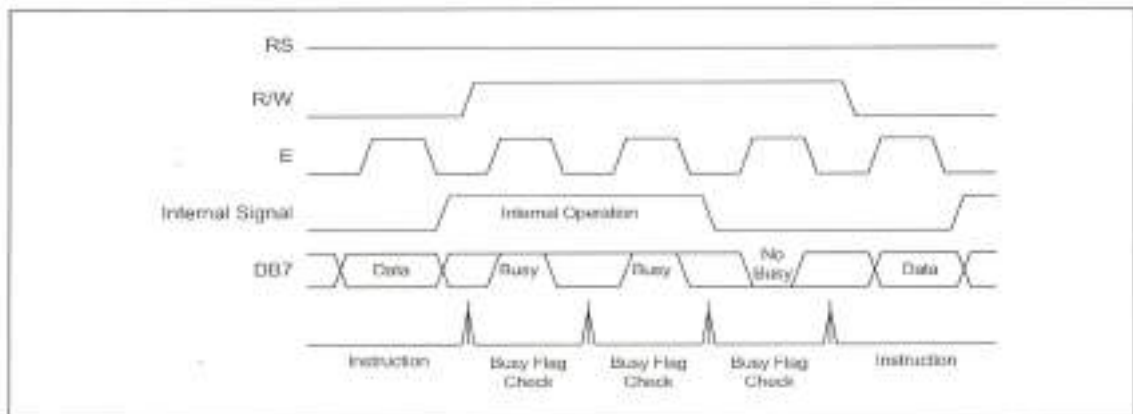 RS
R/W
E
Internal Signal
Internal Operation
DB7
Data
Busy
Busy
No
Busy
Data
Instruction
Busy Flag
Check
Busy Flag
Check
Busy Flag
Check
Instruction